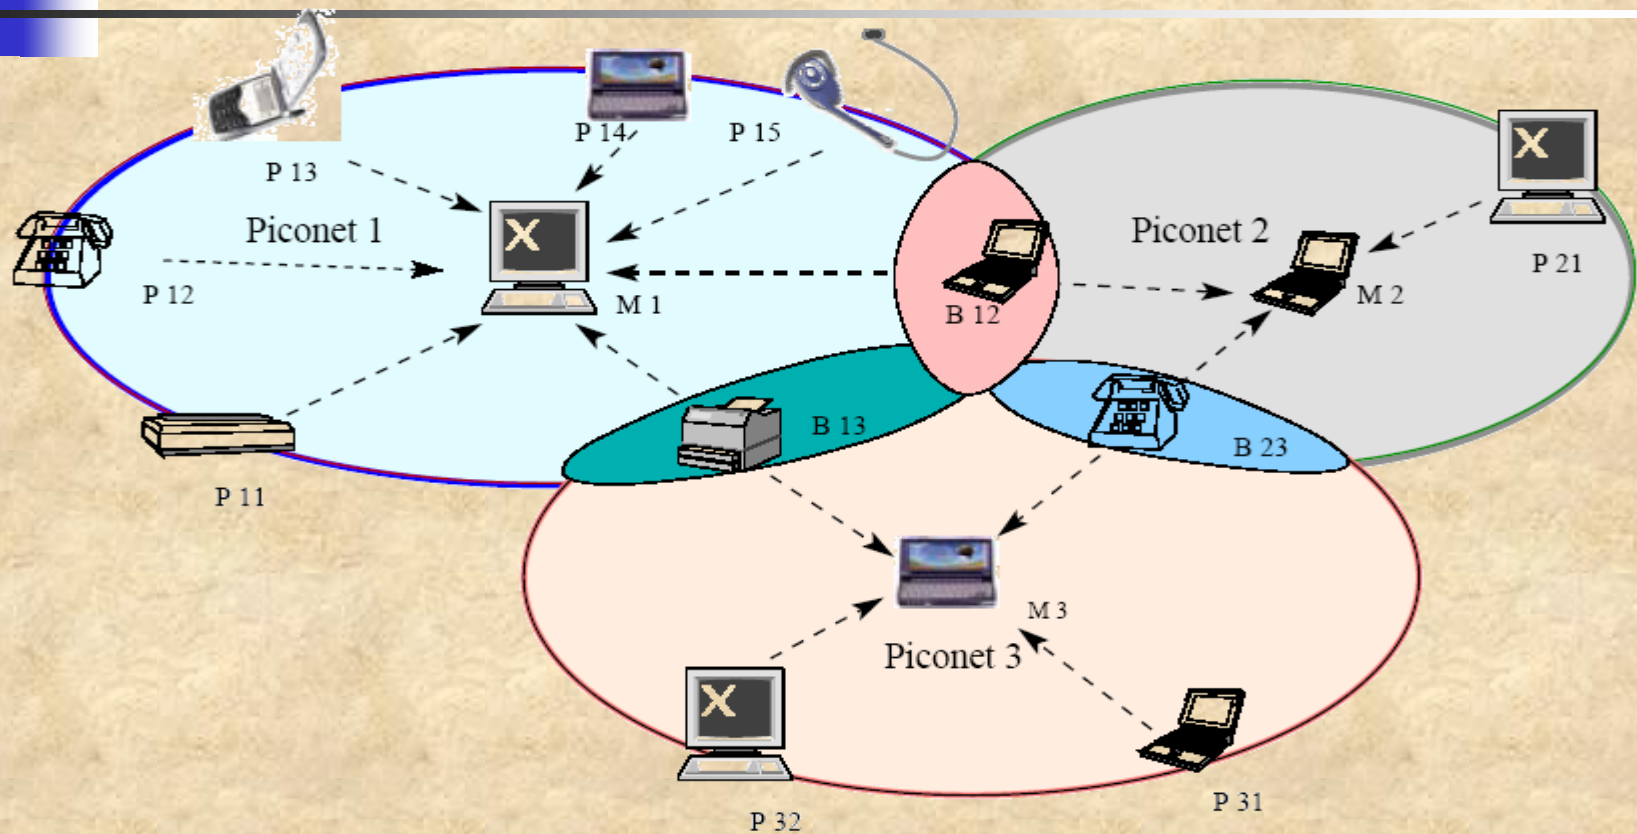 P 14
P 15
P 13
Piconet 1
Piconet 2
P 21
P 12
M 1
B 12
M 2
B 13
B 23
P 11
M 3
Piconet 3
P 31
P 32
X
X
X